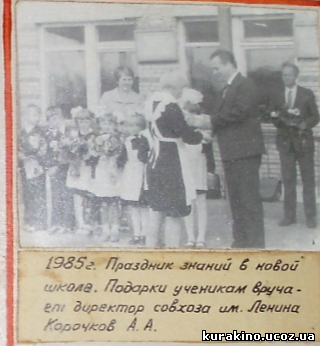 1985г. Праздник знаний в новой
школе. Подарки ученикам вруча-
ет директор совхоза им. Ленина
Корочков А.А.
kurakino.ucoz.ua